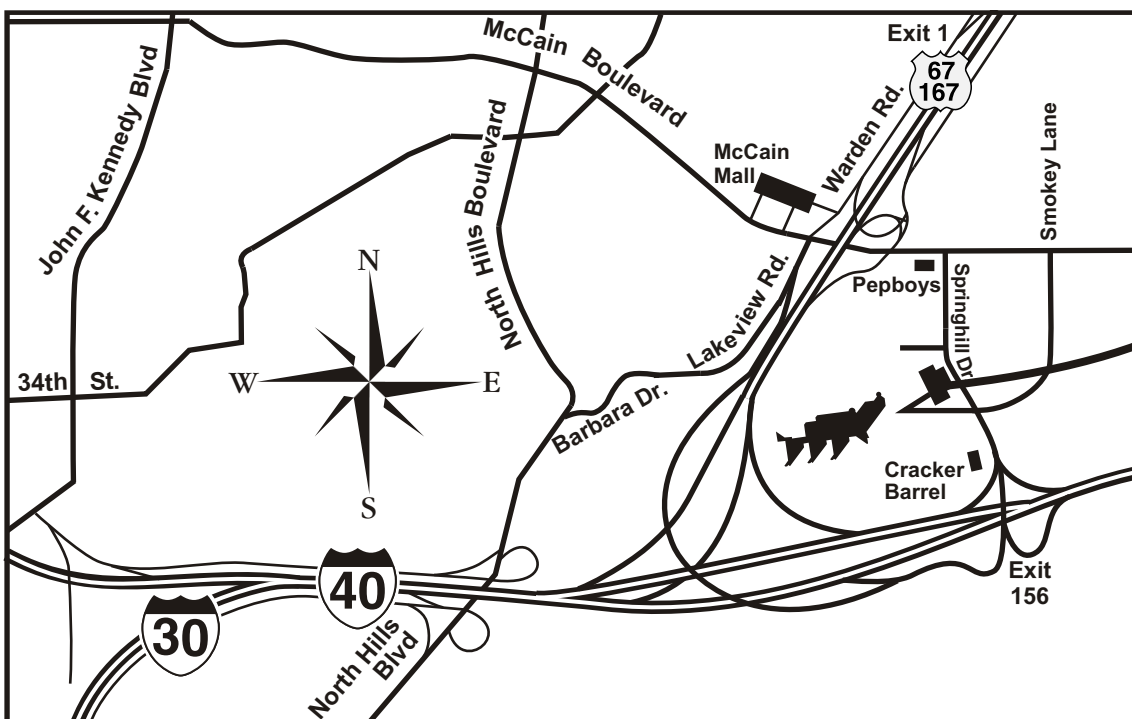 McCain Boulevard
Exit 1
67
167
John F. Kennedy Blvd
North Hills Boulevard
McCain
Mall
Warden Rd.
Smokey Lane
N
Pepboys
Springhill Dr
Lakeview Rd.
34th St.
W
E
Barbara Dr.
Cracker
Barrel
S
Exit
156
40
30
North Hills
Blvd